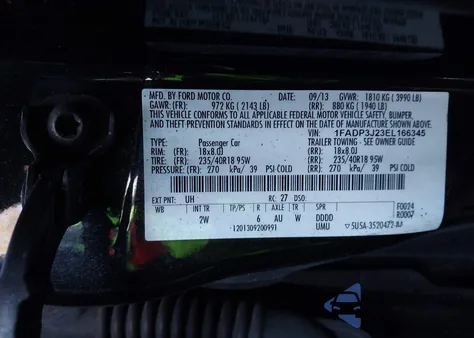 MFD. BY FORD MOTOR CO. 09/13 GVWR: 1810 KG ( 3990 LB)
GAWR: (FR): 972 KG ( 2143 LB) (RR): 880 KG ( 1940 LB)
THIS VEHICLE CONFORMS TO ALL APPLICABLE FEDERAL MOTOR VEHICLE SAFETY, BUMPER,
AND THEFT PREVENTION STANDARDS IN EFFECT ON THE DATE OF MANUFACTURE SHOWN ABOVE.
VIN: 1FADP3J23EL166345
TYPE: Passenger Car TRAILER TOWING - SEE OWNER GUIDE
RIM: (FR) 18x8.0J (RR): 18x8.0J
TIRE: (FR) 235/40R18 95W (RR): 235/40R18 95W
PRESSURE: (FR) 270 kPa/ 39 PSI COLD (RR): 270 kPa/ 39 PSI COLD
EXT PNT: UH RC: 27 DSO: F0024
WB INT TR TP/PS R AXLE TR SPR R0007
2W 6 AU W DDDD
1201309200991 UMU 5U5A-3520472-AA